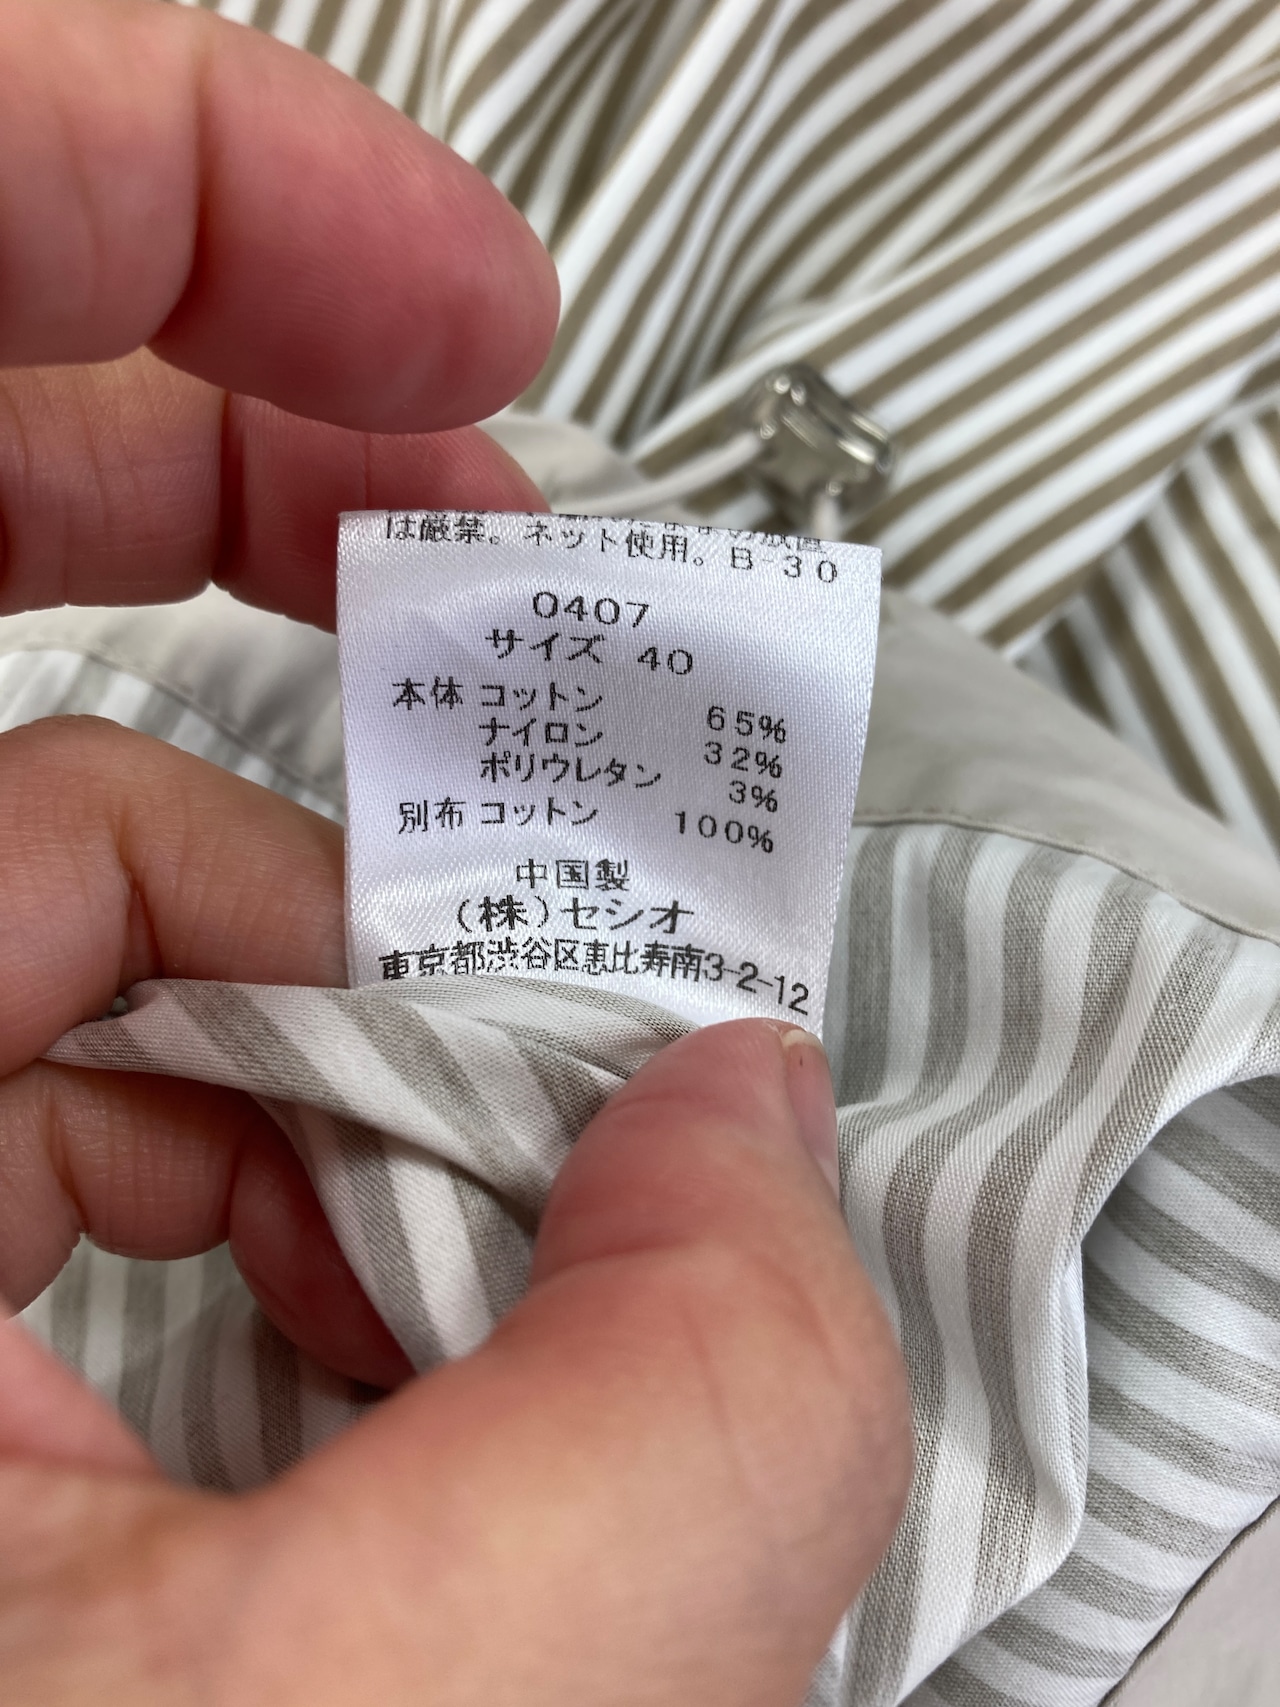 は厳禁。ネット使用。B-30
0407
サイズ 40
本体 コットン 65%
ナイロン 32%
ポリウレタン 3%
別布 コットン 100%
中国製
(株)セシオ
東京都渋谷区恵比寿南3-2-12